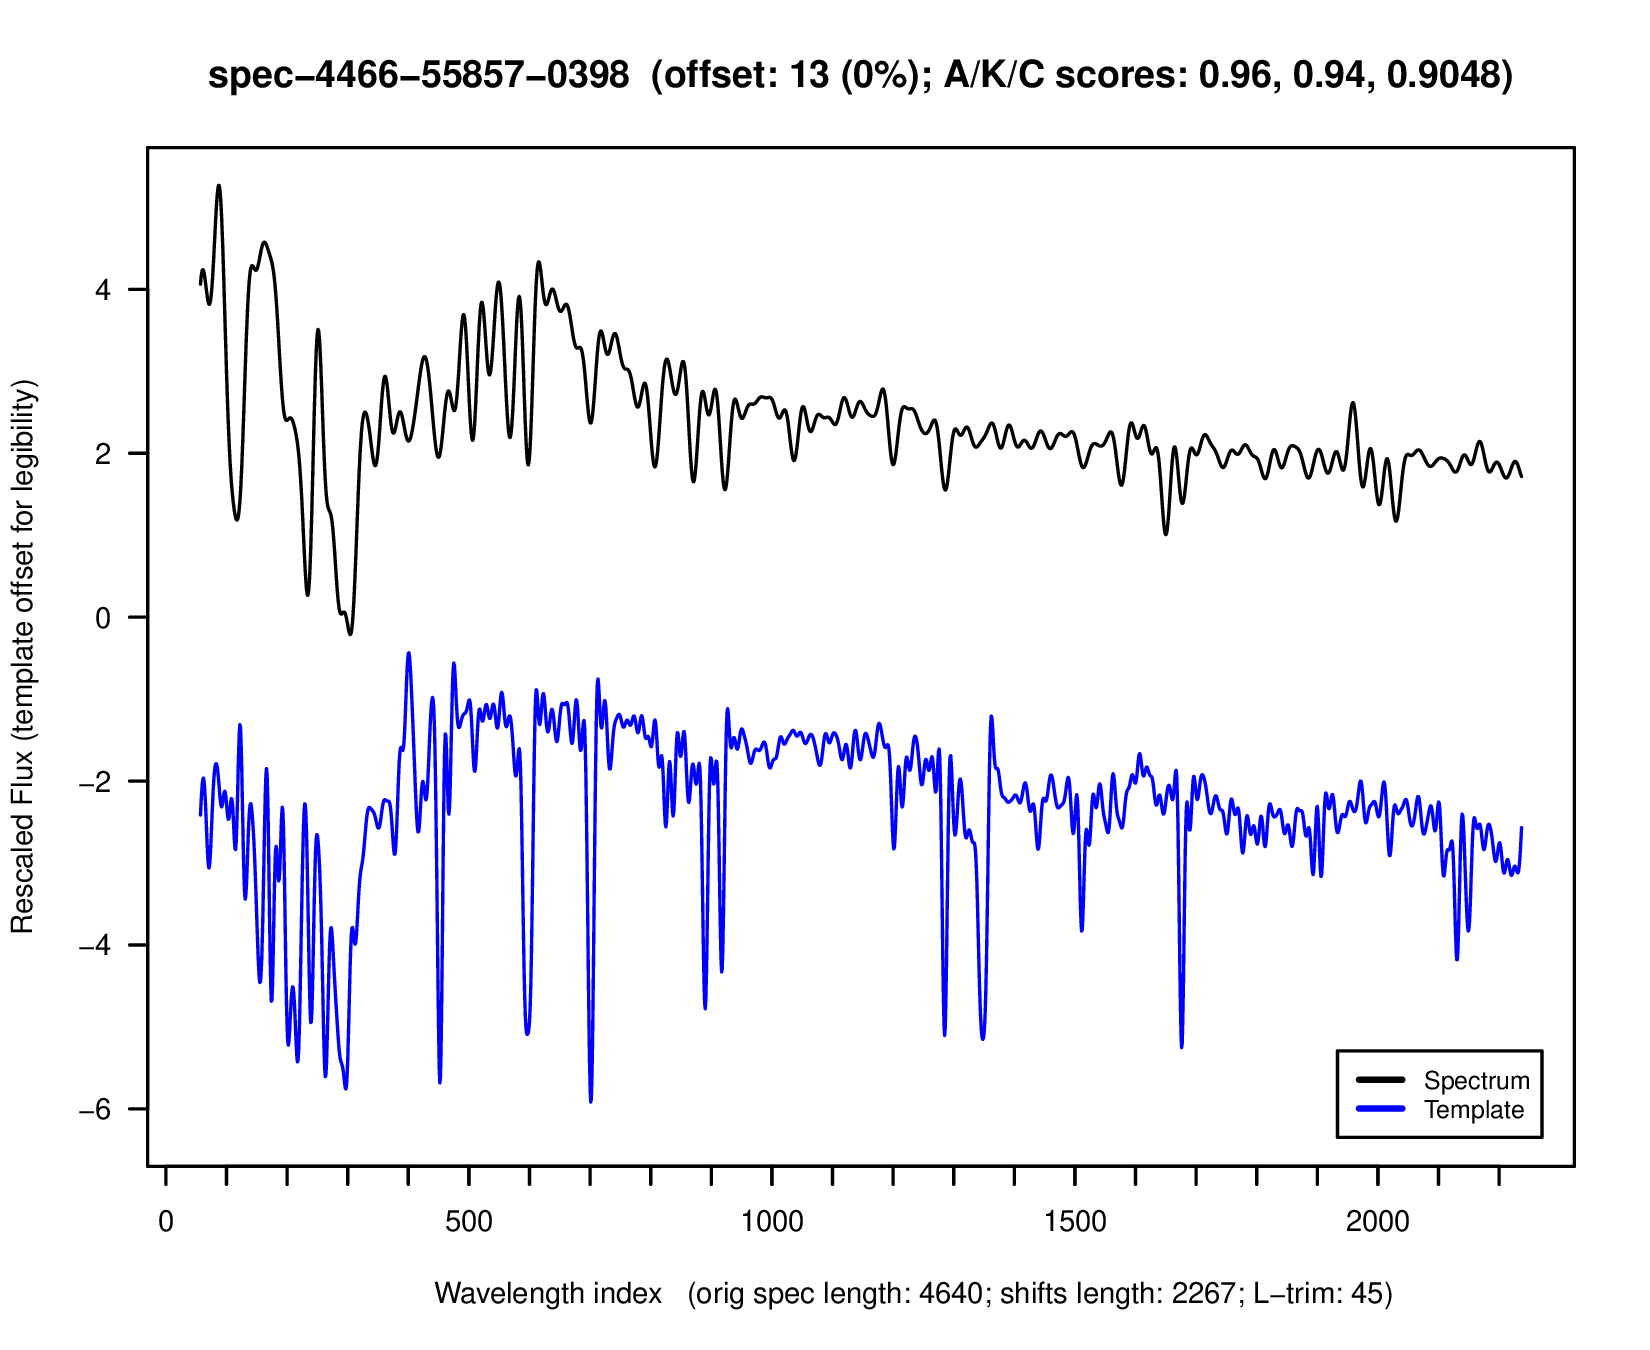 spec−4466−55857−0398  (offset: 13 (0%); A/K/C scores: 0.96, 0.94, 0.9048)
Rescaled Flux (template offset for legibility)
4
2
0
−2
−4
−6
Spectrum
Template
0 500 1000 1500 2000
Wavelength index   (orig spec length: 4640; shifts length: 2267; L−trim: 45)